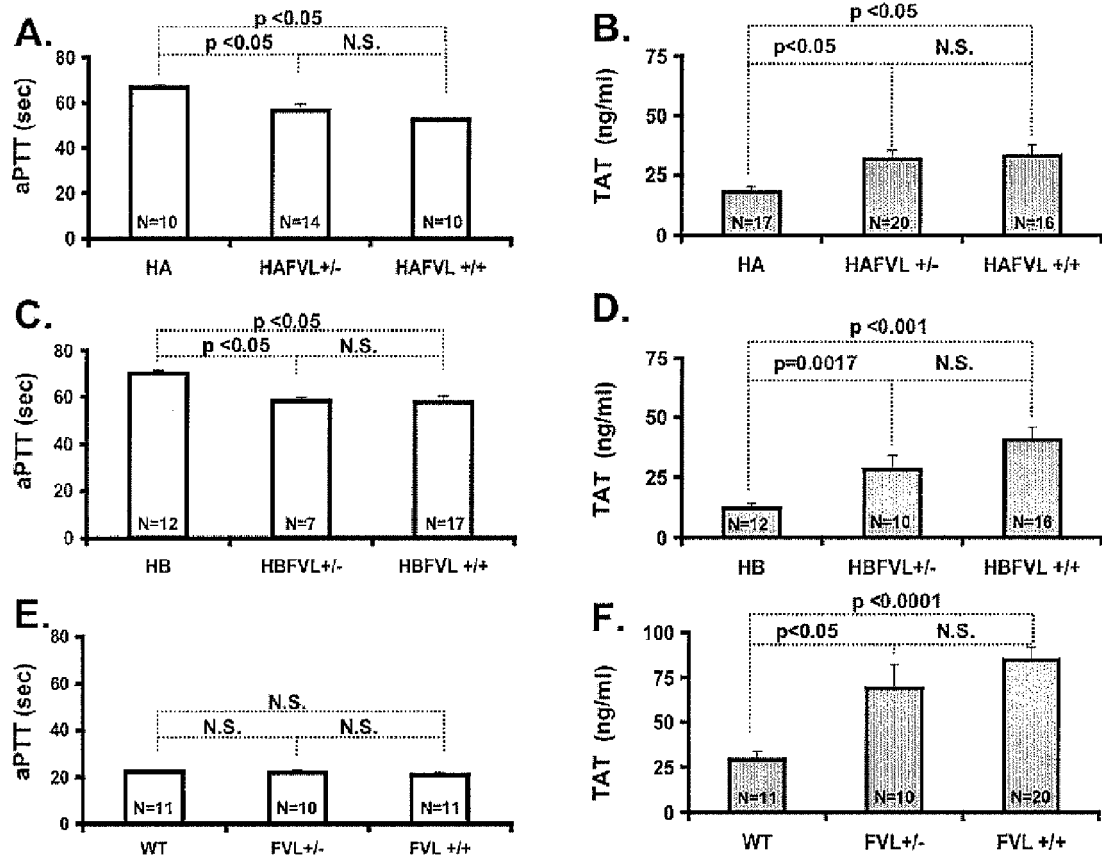 A.
p <0.05
p <0.05 N.S.
80
60
40
20
0
aPTT (sec)
N=10 N=14 N=10
HA HAFVL+/- HAFVL +/+
B.
p <0.05
p<0.05 N.S.
75
50
25
0
TAT (ng/ml)
N=17 N=20 N=16
HA HAFVL +/- HAFVL +/+
C.
p <0.05
p <0.05 N.S.
80
60
40
20
0
aPTT (sec)
N=12 N=7 N=17
HB HBFVL+/- HBFVL +/+
D.
p <0.001
p=0.0017 N.S.
75
50
25
0
TAT (ng/ml)
N=12 N=10 N=16
HB HBFVL+/- HBFVL +/+
E.
N.S.
N.S. N.S.
80
60
40
20
0
aPTT (sec)
N=11 N=10 N=11
WT FVL+/- FVL +/+
F.
p <0.0001
p<0.05 N.S.
100
75
50
25
0
TAT (ng/ml)
N=11 N=10 N=20
WT FVL+/- FVL +/+